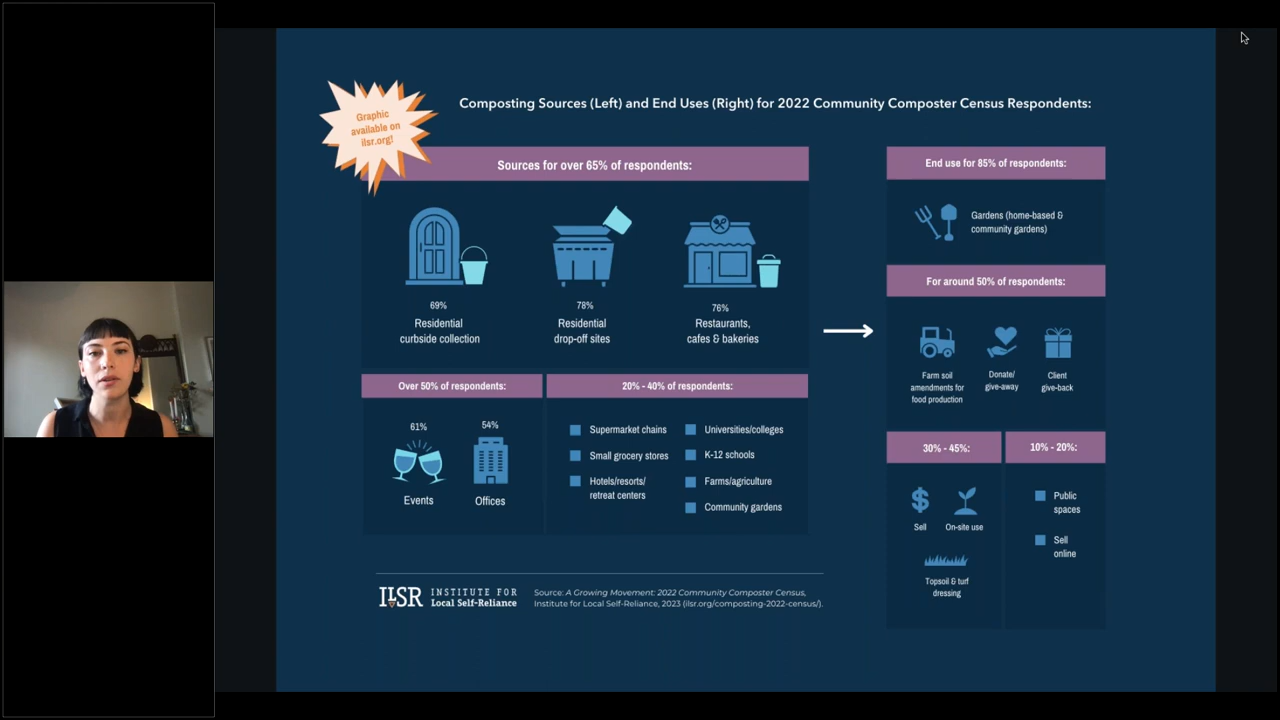 Graphic
available on
ilsr.org!
Composting Sources (Left) and End Uses (Right) for 2022 Community Composter Census Respondents:
Sources for over 65% of respondents:
69%
Residential
curbside collection
78%
Residential
drop-off sites
76%
Restaurants,
cafes & bakeries
Over 50% of respondents:
61%
Events
54%
Offices
20% - 40% of respondents:
Supermarket chains
Small grocery stores
Hotels/resorts/
retreat centers
Universities/colleges
K-12 schools
Farms/agriculture
Community gardens
End use for 85% of respondents:
Gardens (home-based &
community gardens)
For around 50% of respondents:
Farm soil
amendments for
food production
Donate/
give-away
Client
give-back
30% - 45%:
Sell
On-site use
Topsoil & turf
dressing
10% - 20%:
Public
spaces
Sell
online
ILSR
INSTITUTE FOR
Local Self-Reliance
Source: A Growing Movement: 2022 Community Composter Census,
Institute for Local Self-Reliance, 2023 (ilsr.org/composting-2022-census/).